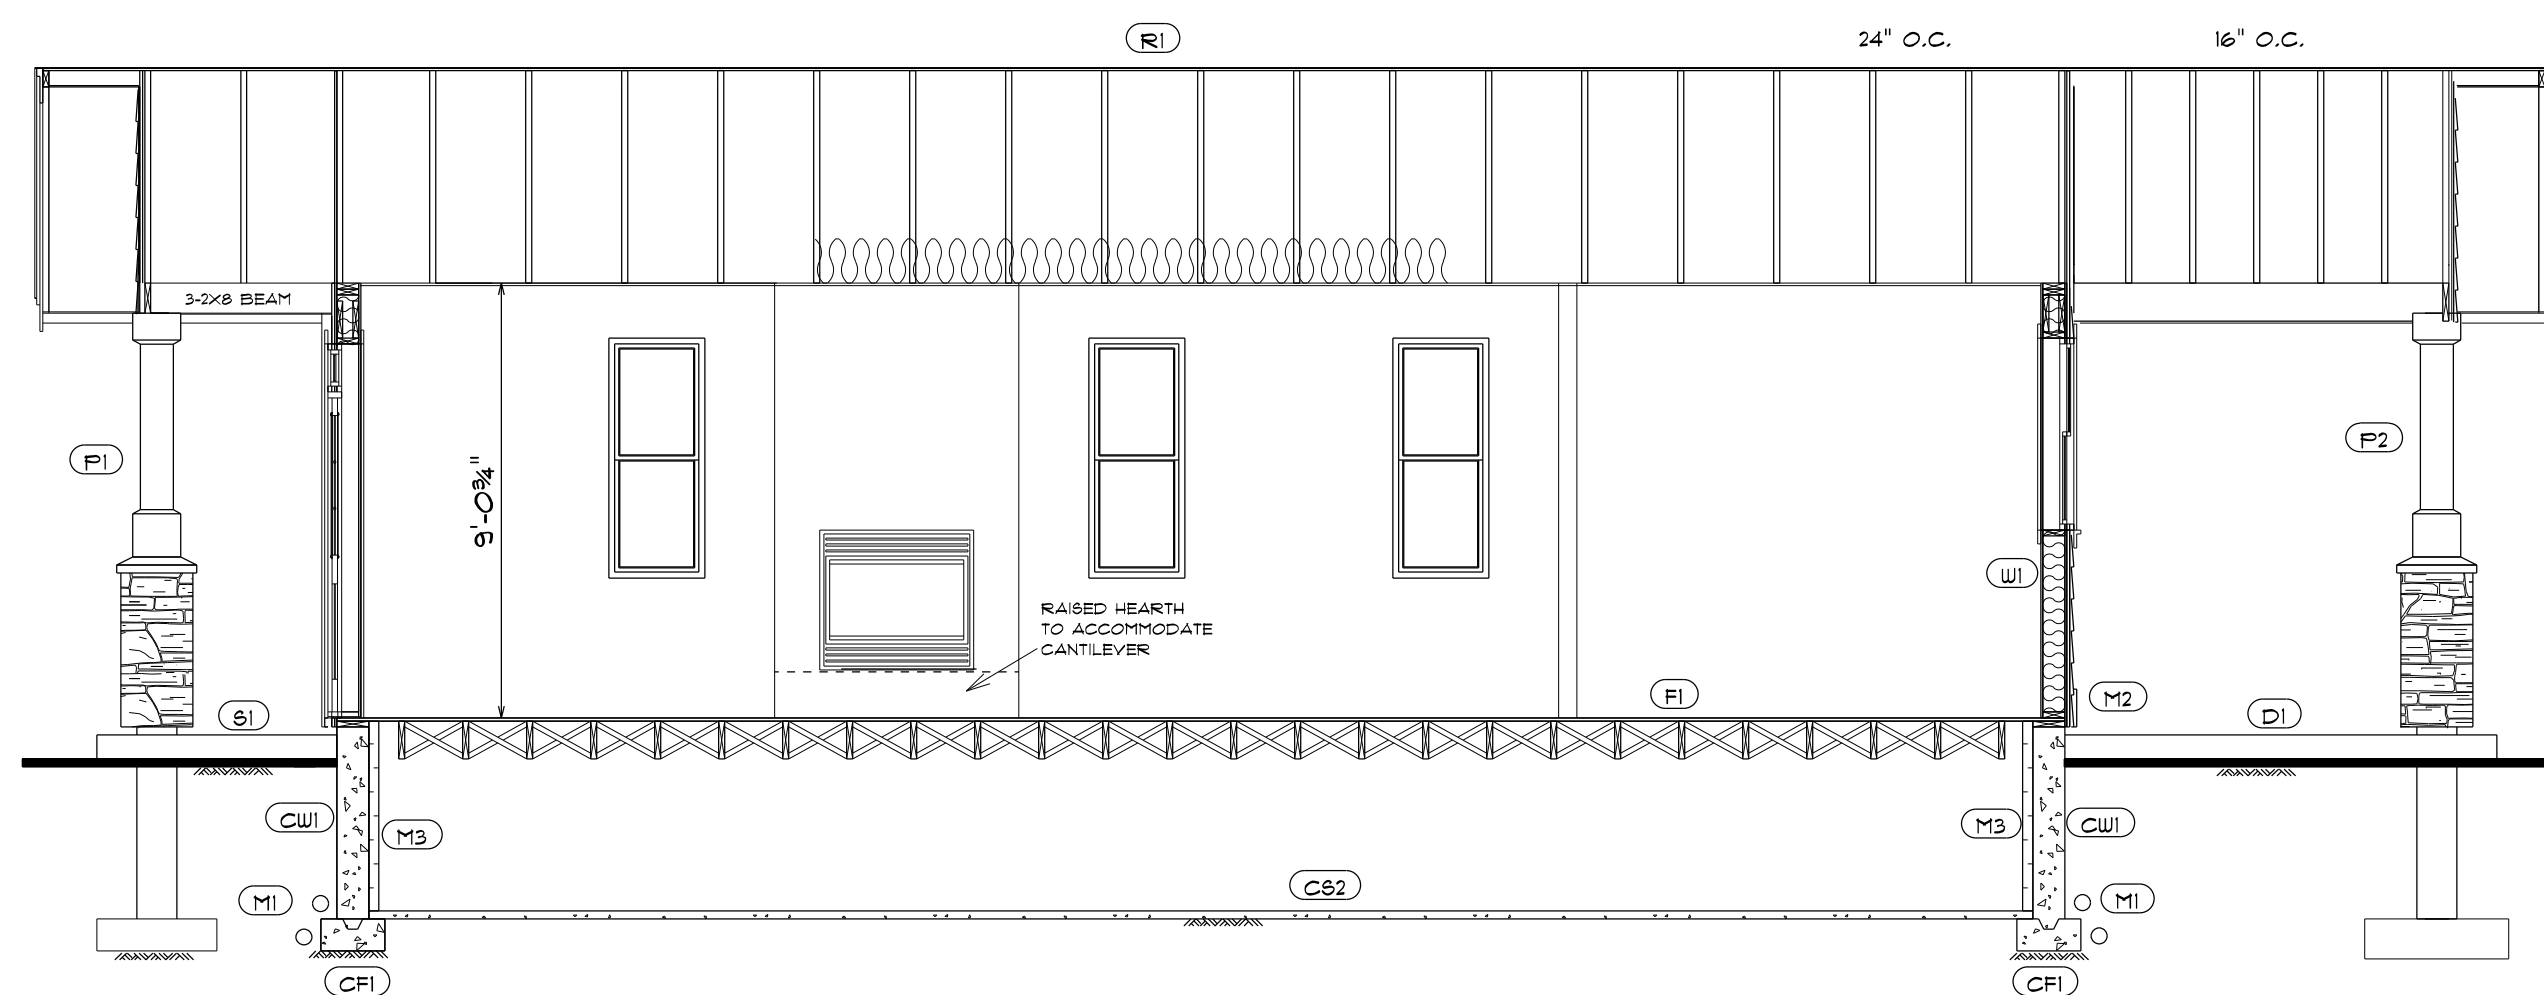 R1
24" O.C.
16" O.C.
3-2X8 BEAM
P1
P2
9'-0¾"
W1
RAISED HEARTH
TO ACCOMMODATE
CANTILEVER
F1
M2
S1
D1
CW1
M3
M3
CW1
CS2
M1
M1
CF1
CF1